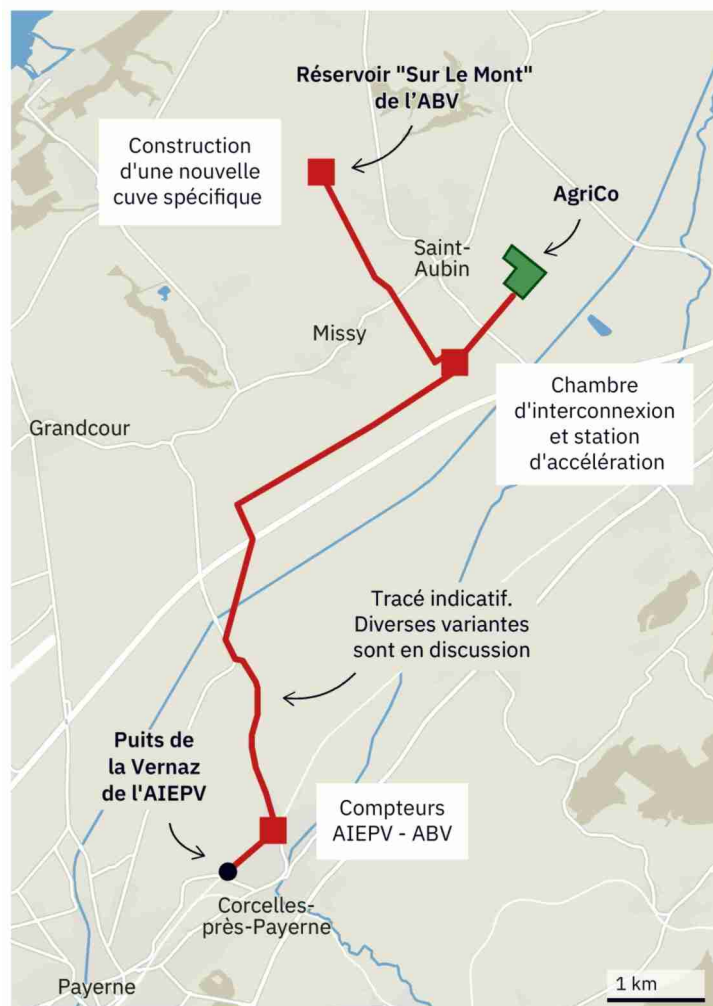 Réservoir "Sur Le Mont"
de l’ABV
Construction
d'une nouvelle
cuve spécifique
AgriCo
Saint-
Aubin
Missy
Chambre
d'interconnexion
et station
d'accélération
Grandcour
Tracé indicatif.
Diverses variantes
sont en discussion
Puits de
la Vernaz
de l'AIEPV
Compteurs
AIEPV - ABV
Corcelles-
près-Payerne
Payerne
1 km